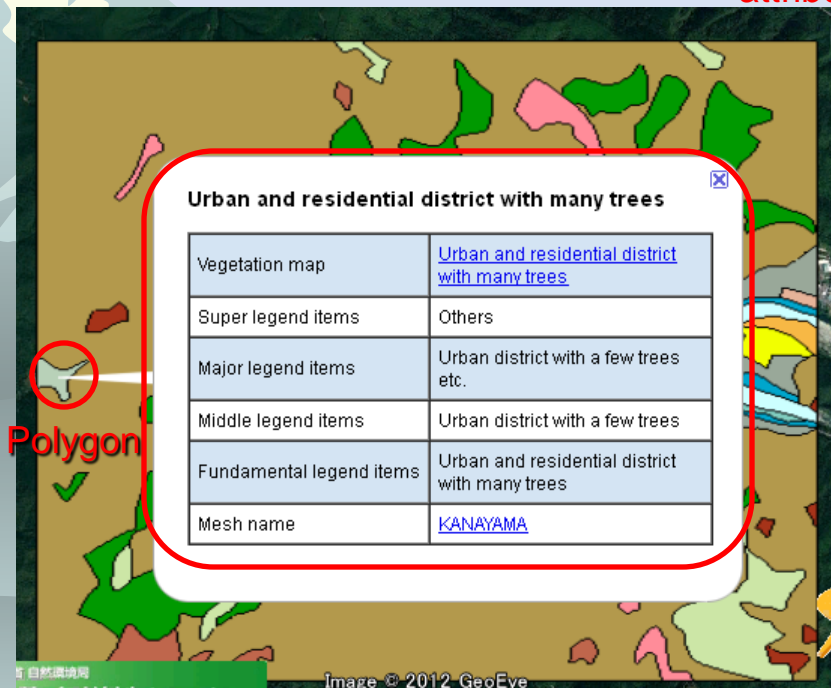 Urban and residential district with many trees
Vegetation map
Urban and residential district
with many trees
Super legend items
Others
Major legend items
Urban district with a few trees
etc.
Middle legend items
Urban district with a few trees
Fundamental legend items
Urban and residential district
with many trees
Mesh name
KANAYAMA
Polygon
自然環境局
Image © 2012 GeoEye